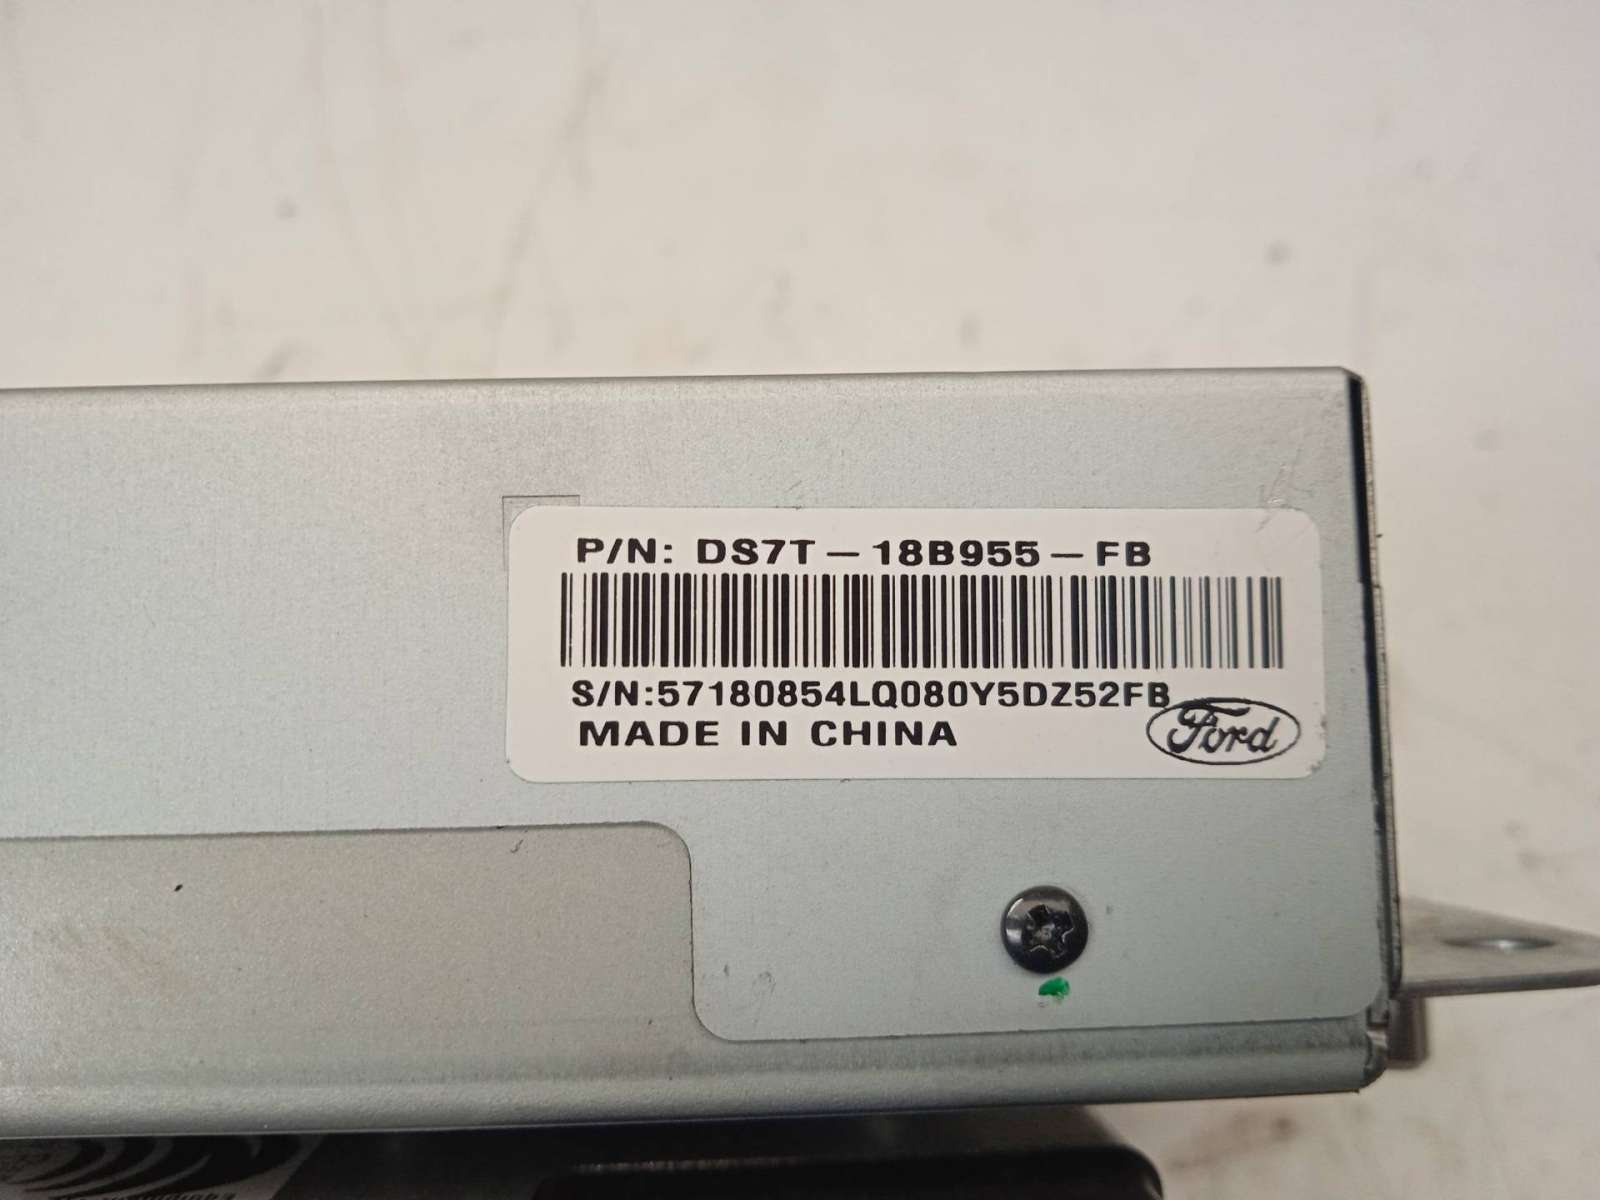 P/N: DS7T-18B955-FB
S/N:57180854LQ080Y5DZ52FB
MADE IN CHINA
Ford